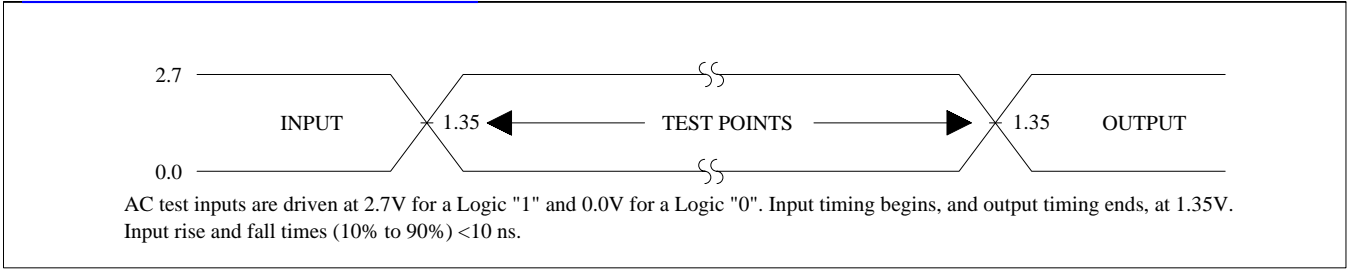 2.7
INPUT 1.35 TEST POINTS 1.35 OUTPUT
0.0
AC test inputs are driven at 2.7V for a Logic "1" and 0.0V for a Logic "0". Input timing begins, and output timing ends, at 1.35V.
Input rise and fall times (10% to 90%) <10 ns.